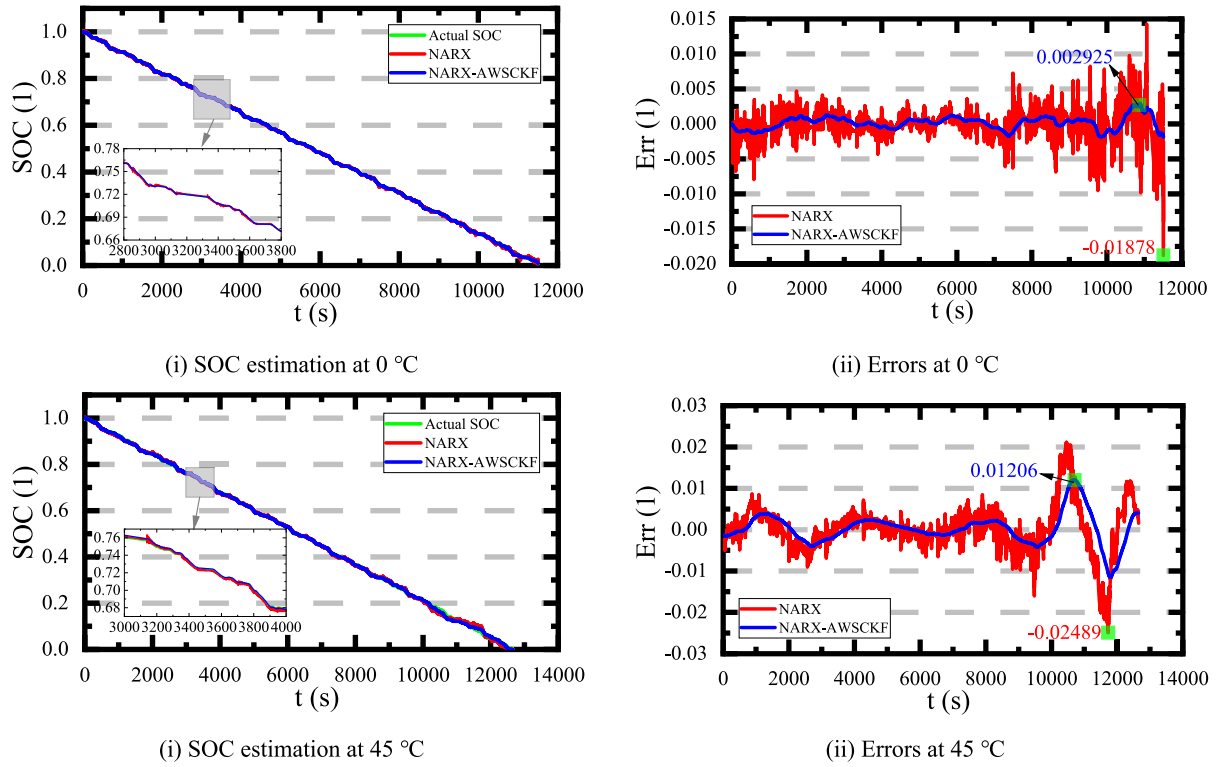 SOC (1)
1.0
0.8
0.6
0.4
0.2
0.0
Actual SOC
NARX
NARX-AWSCKF
0.78
0.75
0.72
0.69
0.66
2800 3000 3200 3400 3600 3800
0 2000 4000 6000 8000 10000 12000
t (s)
(i) SOC estimation at 0 ℃
Err (1)
0.015
0.010
0.005
0.000
-0.005
-0.010
-0.015
-0.020
0.002925
NARX
NARX-AWSCKF
-0.01878
0 2000 4000 6000 8000 10000 12000
t (s)
(ii) Errors at 0 ℃
SOC (1)
1.0
0.8
0.6
0.4
0.2
0.0
Actual SOC
NARX
NARX-AWSCKF
0.76
0.74
0.72
0.70
0.68
3000 3200 3400 3600 3800 4000
0 2000 4000 6000 8000 10000 12000 14000
t (s)
(i) SOC estimation at 45 ℃
Err (1)
0.03
0.02
0.01
0.00
-0.01
-0.02
-0.03
0.01206
NARX
NARX-AWSCKF
-0.02489
0 2000 4000 6000 8000 10000 12000 14000
t (s)
(ii) Errors at 45 ℃